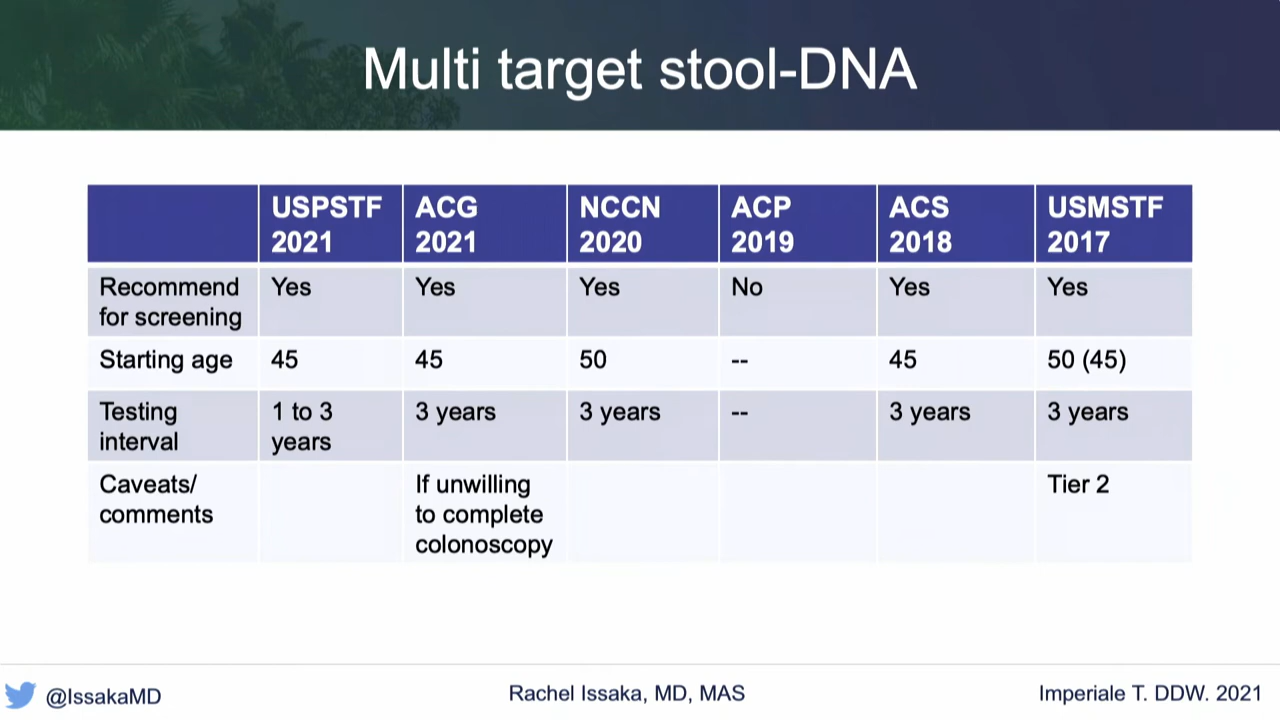 Multi target stool-DNA
USPSTF 2021
ACG 2021
NCCN 2020
ACP 2019
ACS 2018
USMSTF 2017
Recommend for screening
Yes
Yes
Yes
No
Yes
Yes
Starting age
45
45
50
--
45
50 (45)
Testing interval
1 to 3 years
3 years
3 years
--
3 years
3 years
Caveats/ comments
If unwilling to complete colonoscopy
Tier 2
@IssakaMD
Rachel Issaka, MD, MAS
Imperiale T. DDW. 2021